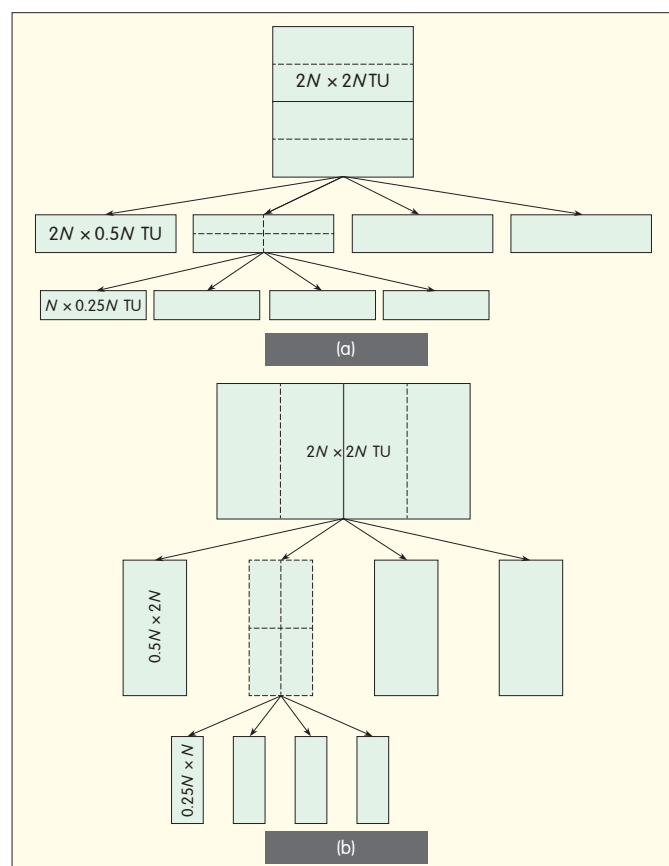 2N × 2N TU
2N × 0.5N TU
N × 0.25N TU
(a)
2N × 2N TU
0.5N × 2N
0.25N × N
(b)